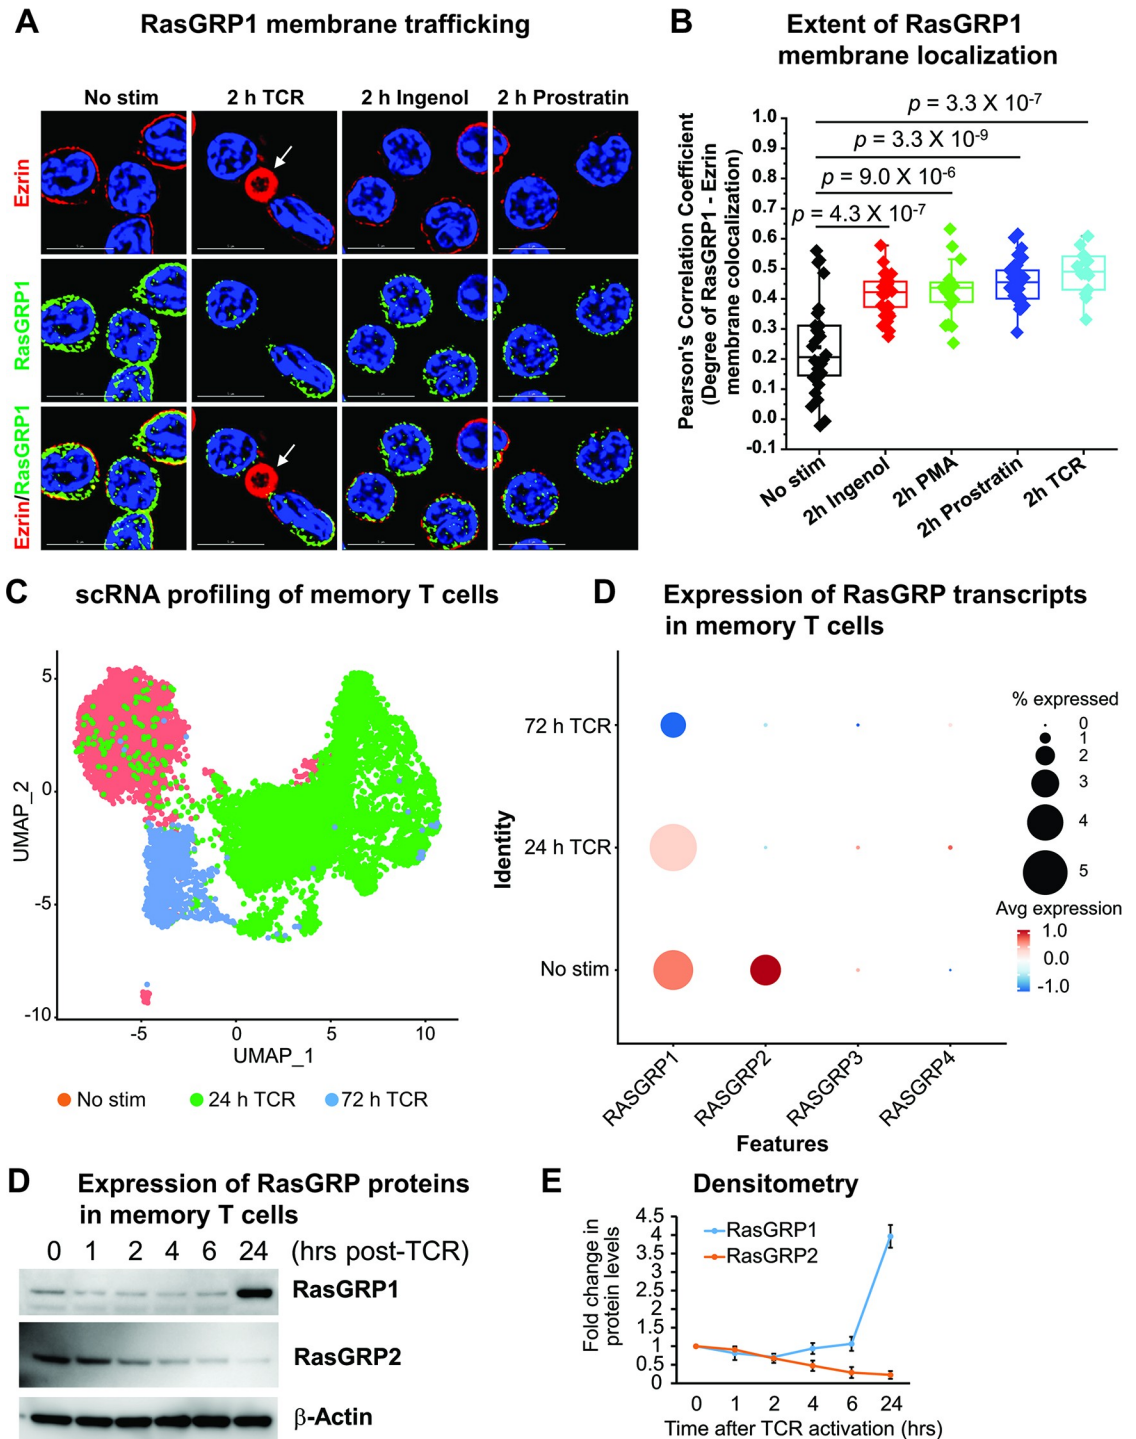 A RasGRP1 membrane trafficking
No stim 2 h TCR 2 h Ingenol 2 h Prostratin
Ezrin
RasGRP1
Ezrin/RasGRP1
B Extent of RasGRP1
membrane localization
Pearson's Correlation Coefficient
(Degree of RasGRP1 - Ezrin
membrane colocalization)
1.0
0.9
0.8
0.7
0.6
0.5
0.4
0.3
0.2
0.1
0.0
-0.1
p = 3.3 X 10-7
p = 3.3 X 10-9
p = 9.0 X 10-6
p = 4.3 X 10-7
No stim
2h Ingenol
2h PMA
2h Prostratin
2h TCR
C scRNA profiling of memory T cells
UMAP_2
5
0
-5
-10
-5 0 5 10
UMAP_1
No stim 24 h TCR 72 h TCR
D Expression of RasGRP transcripts
in memory T cells
Identity
72 h TCR
24 h TCR
No stim
RASGRP1
RASGRP2
RASGRP3
RASGRP4
Features
% expressed
0
1
2
3
4
5
Avg expression
1.0
0.0
-1.0
D Expression of RasGRP proteins
in memory T cells
0 1 2 4 6 24 (hrs post-TCR)
RasGRP1
RasGRP2
β-Actin
E Densitometry
Fold change in
protein levels
4.5
4
3.5
3
2.5
2
1.5
1
0.5
0
RasGRP1
RasGRP2
0 1 2 4 6 24
Time after TCR activation (hrs)